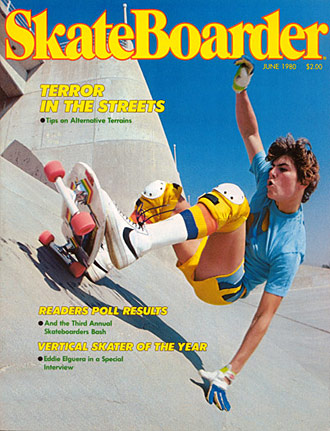 SkateBoarder
JUNE 1980 $2.00
TERROR
IN THE STREETS
•Tips on Alternative Terrains
READERS POLL RESULTS
•And the Third Annual
Skateboarders Bash
VERTICAL SKATER OF THE YEAR
•Eddie Elguera in a Special
Interview